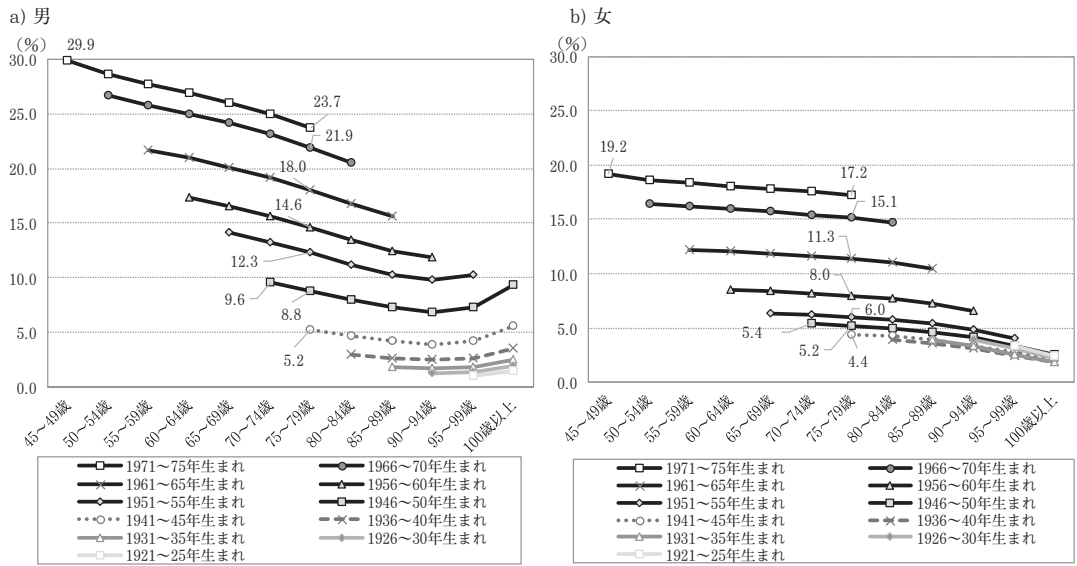 a) 男
(%)
30.0
25.0
20.0
15.0
10.0
5.0
0.0
29.9
23.7
21.9
18.0
14.6
12.3
9.6
8.8
5.2
45〜49歳
50〜54歳
55〜59歳
60〜64歳
65〜69歳
70〜74歳
75〜79歳
80〜84歳
85〜89歳
90〜94歳
95〜99歳
100歳以上
1971〜75年生まれ
1966〜70年生まれ
1961〜65年生まれ
1956〜60年生まれ
1951〜55年生まれ
1946〜50年生まれ
1941〜45年生まれ
1936〜40年生まれ
1931〜35年生まれ
1926〜30年生まれ
1921〜25年生まれ
b) 女
(%)
30.0
25.0
20.0
15.0
10.0
5.0
0.0
19.2
17.2
15.1
11.3
8.0
6.0
5.4
5.2
4.4
45〜49歳
50〜54歳
55〜59歳
60〜64歳
65〜69歳
70〜74歳
75〜79歳
80〜84歳
85〜89歳
90〜94歳
95〜99歳
100歳以上
1971〜75年生まれ
1966〜70年生まれ
1961〜65年生まれ
1956〜60年生まれ
1951〜55年生まれ
1946〜50年生まれ
1941〜45年生まれ
1936〜40年生まれ
1931〜35年生まれ
1926〜30年生まれ
1921〜25年生まれ